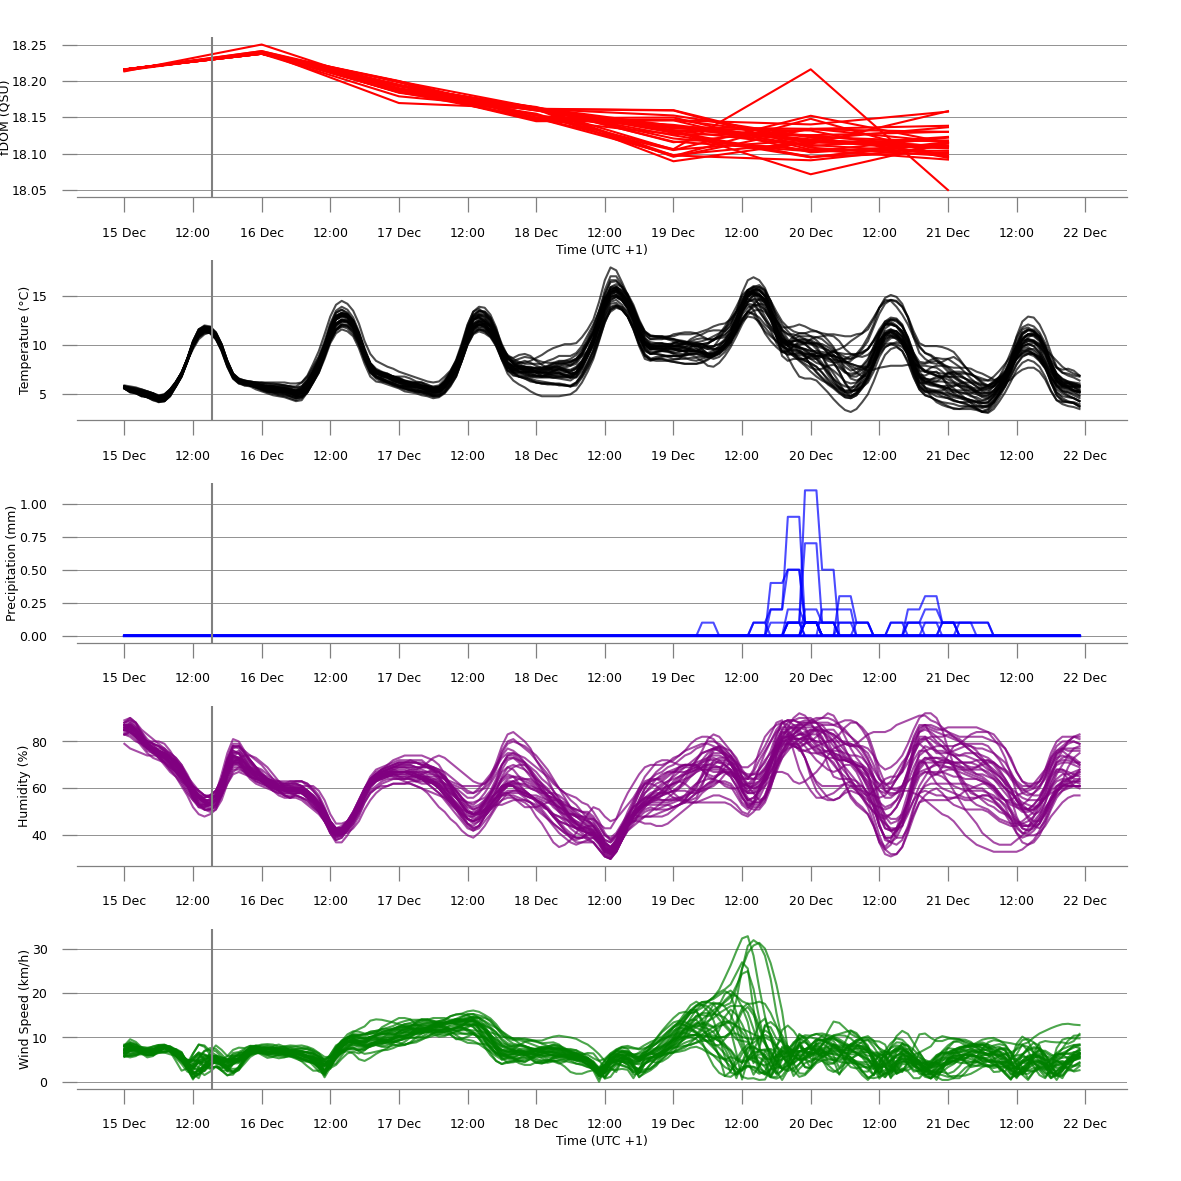 18.25
18.20
18.15
18.10
18.05
fDOM (QSU)
15 Dec 12:00 16 Dec 12:00 17 Dec 12:00 18 Dec 12:00 19 Dec 12:00 20 Dec 12:00 21 Dec 12:00 22 Dec
Time (UTC +1)
15
10
5
Temperature (°C)
15 Dec 12:00 16 Dec 12:00 17 Dec 12:00 18 Dec 12:00 19 Dec 12:00 20 Dec 12:00 21 Dec 12:00 22 Dec
1.00
0.75
0.50
0.25
0.00
Precipitation (mm)
15 Dec 12:00 16 Dec 12:00 17 Dec 12:00 18 Dec 12:00 19 Dec 12:00 20 Dec 12:00 21 Dec 12:00 22 Dec
80
60
40
Humidity (%)
15 Dec 12:00 16 Dec 12:00 17 Dec 12:00 18 Dec 12:00 19 Dec 12:00 20 Dec 12:00 21 Dec 12:00 22 Dec
30
20
10
0
Wind Speed (km/h)
15 Dec 12:00 16 Dec 12:00 17 Dec 12:00 18 Dec 12:00 19 Dec 12:00 20 Dec 12:00 21 Dec 12:00 22 Dec
Time (UTC +1)